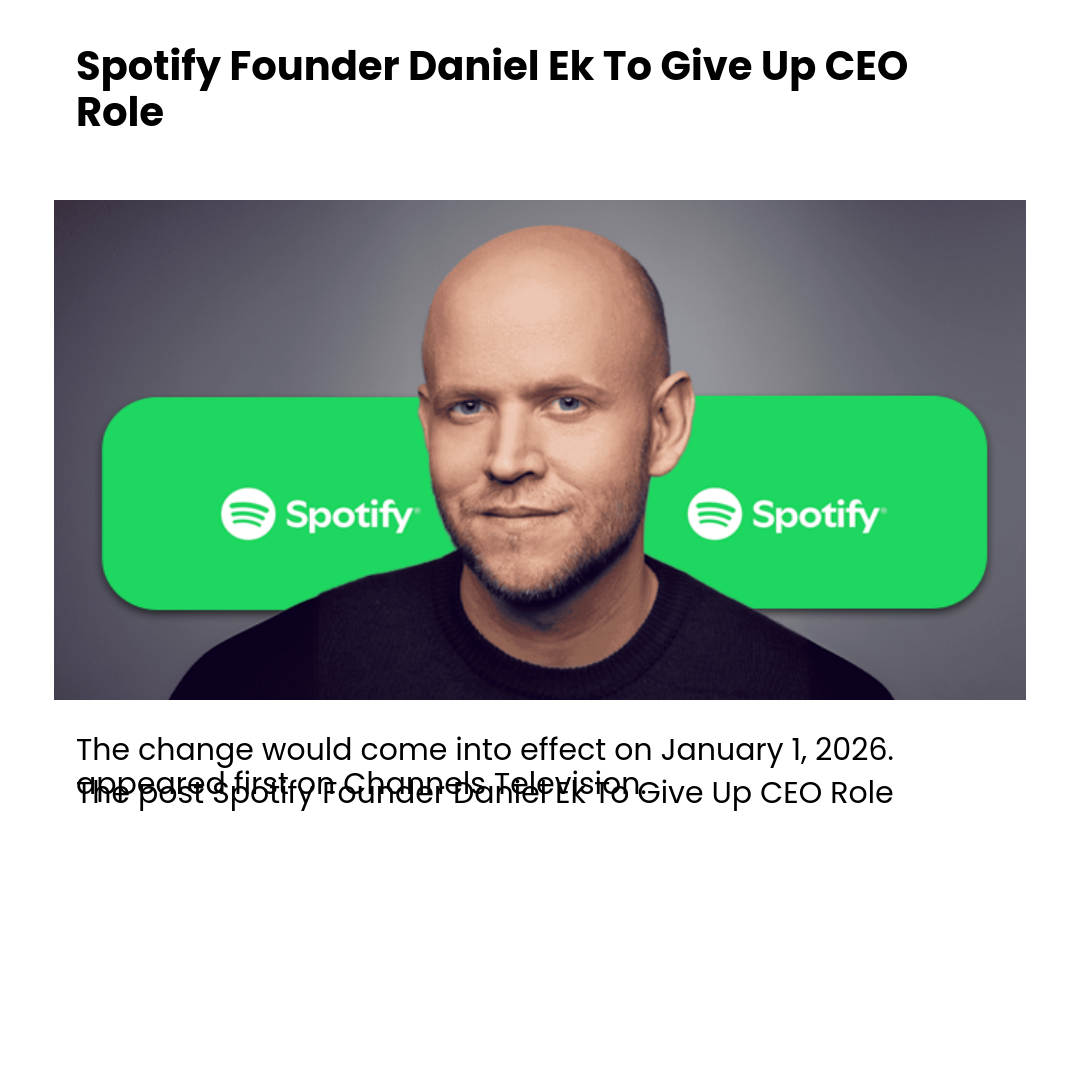 Spotify Founder Daniel Ek To Give Up CEO
Role
Spotify
Spotify
The change would come into effect on January 1, 2026.
The post Spotify Founder Daniel Ek To Give Up CEO Role
appeared first on Channels Television.